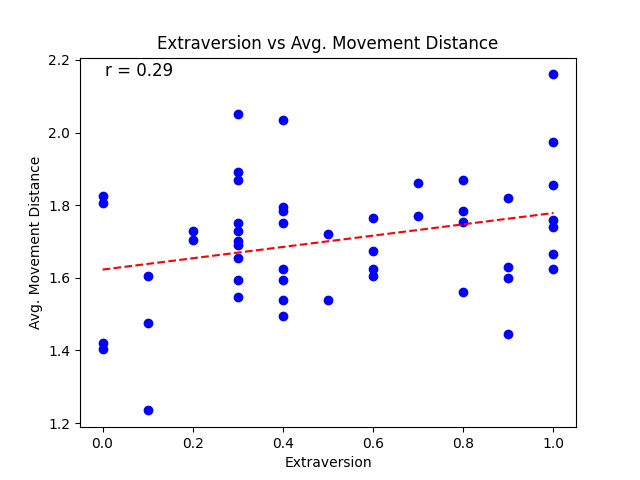 Extraversion vs Avg. Movement Distance
r = 0.29
Avg. Movement Distance
2.2
2.0
1.8
1.6
1.4
1.2
0.0 0.2 0.4 0.6 0.8 1.0
Extraversion